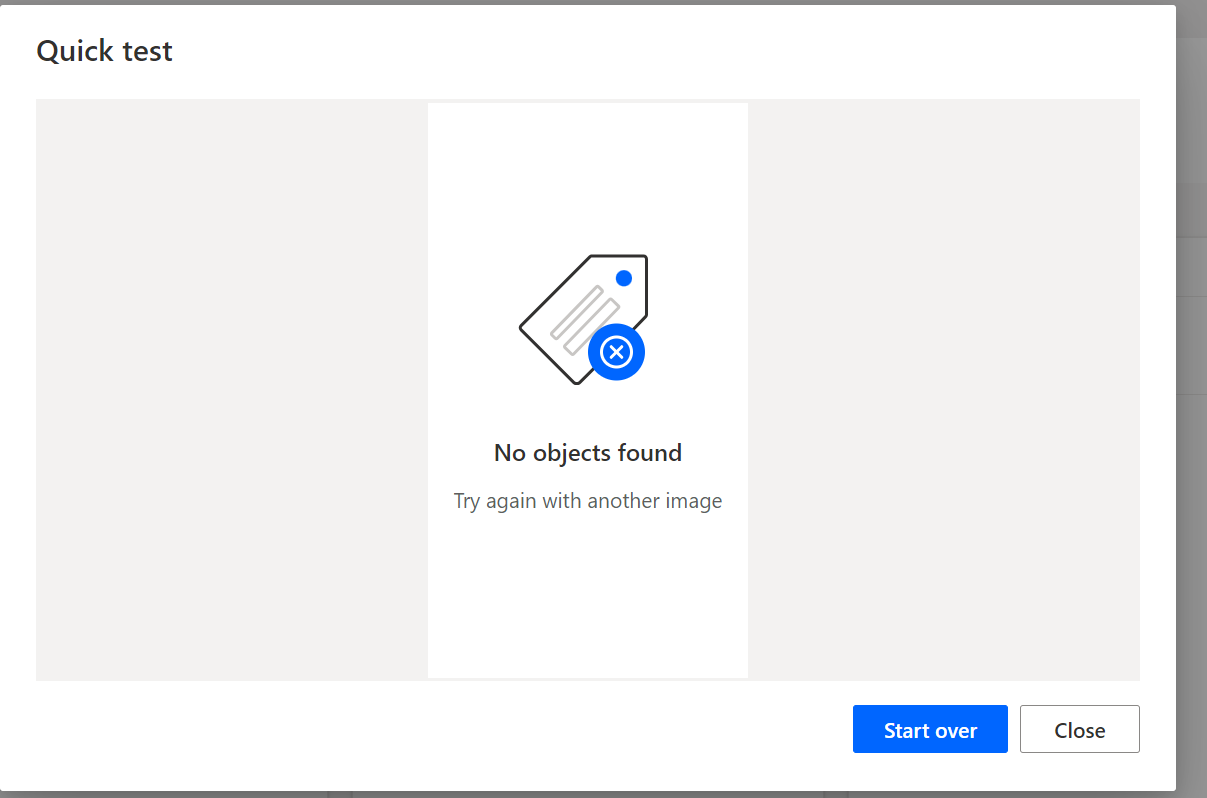 Quick test
No objects found
Try again with another image
Start over
Close